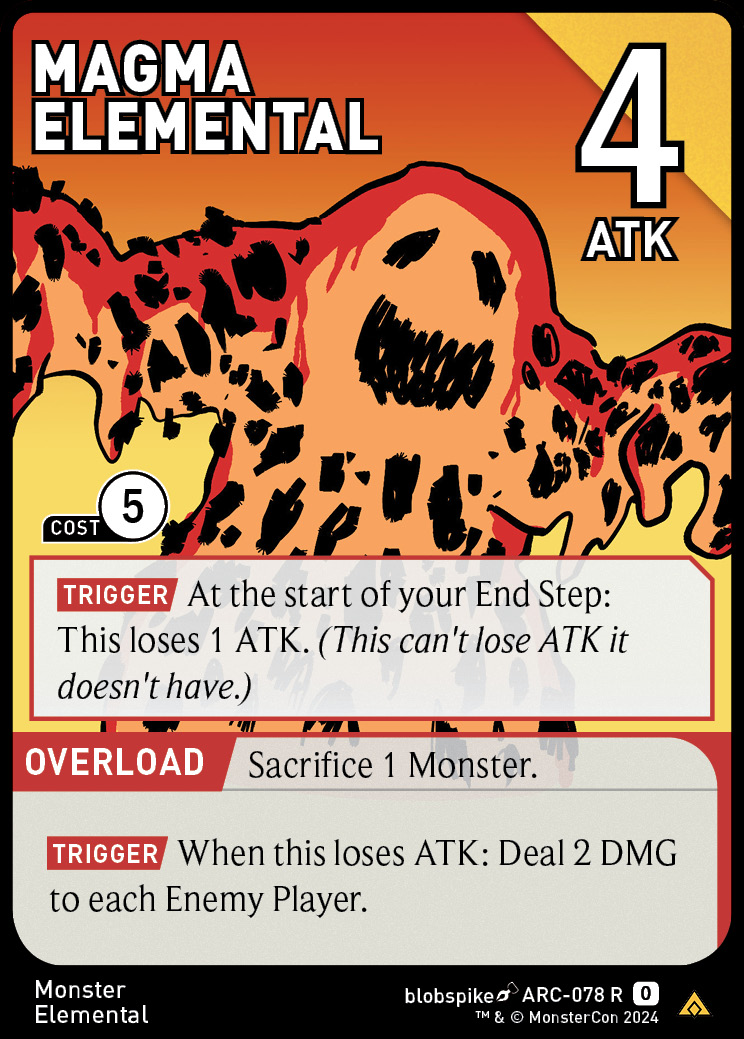 MAGMA
ELEMENTAL
4
ATK
COST 5
TRIGGER At the start of your End Step:
This loses 1 ATK. (This can't lose ATK it
doesn't have.)
OVERLOAD Sacrifice 1 Monster.
TRIGGER When this loses ATK: Deal 2 DMG
to each Enemy Player.
Monster
Elemental
blobspike ARC-078 R 0
™ & © MonsterCon 2024